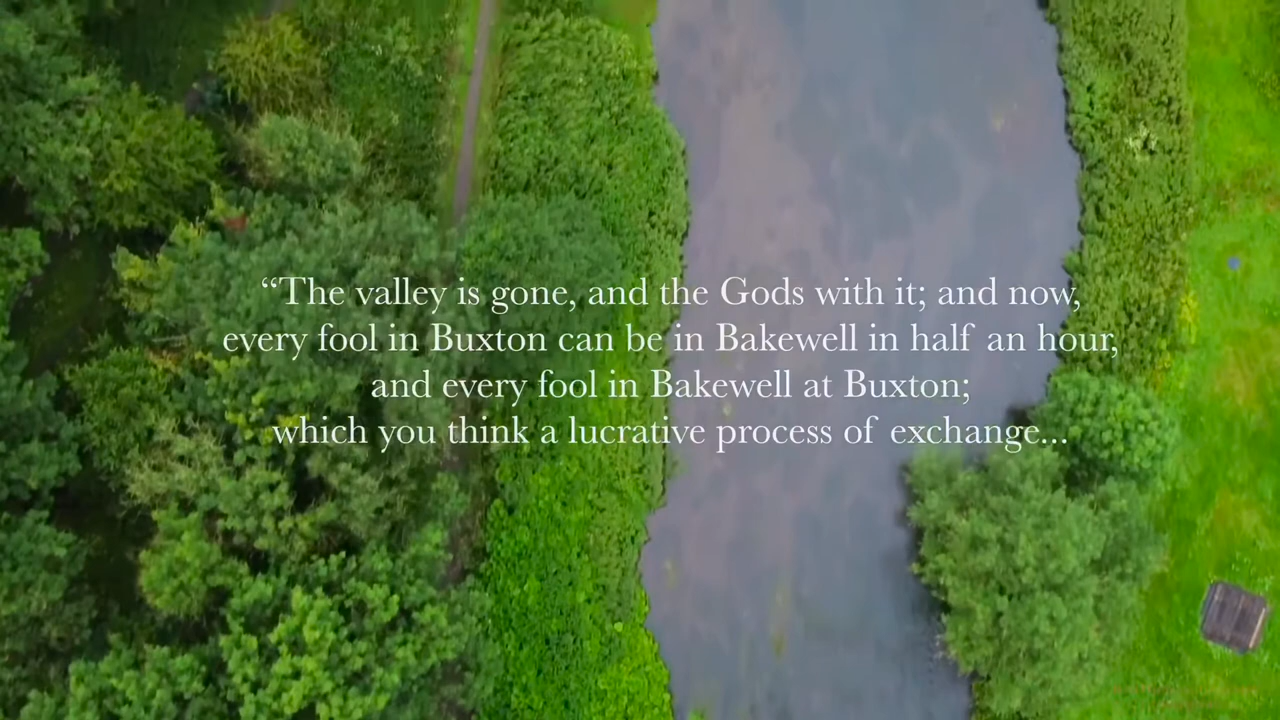 “The valley is gone, and the Gods with it; and now,
every fool in Buxton can be in Bakewell in half an hour,
and every fool in Bakewell at Buxton;
which you think a lucrative process of exchange...